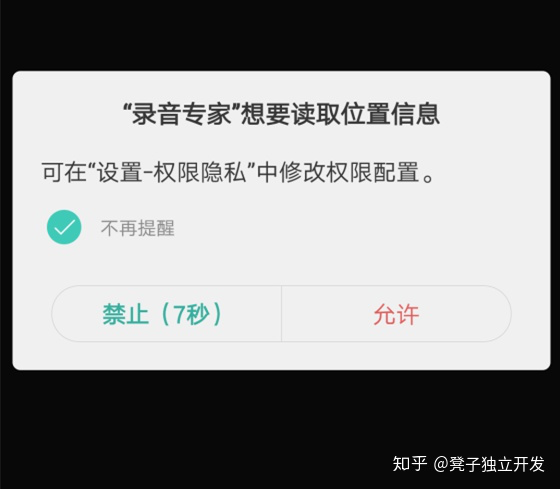 “录音专家”想要读取位置信息
可在“设置-权限隐私”中修改权限配置。
不再提醒
禁止（7秒） 允许
知乎 @凳子独立开发